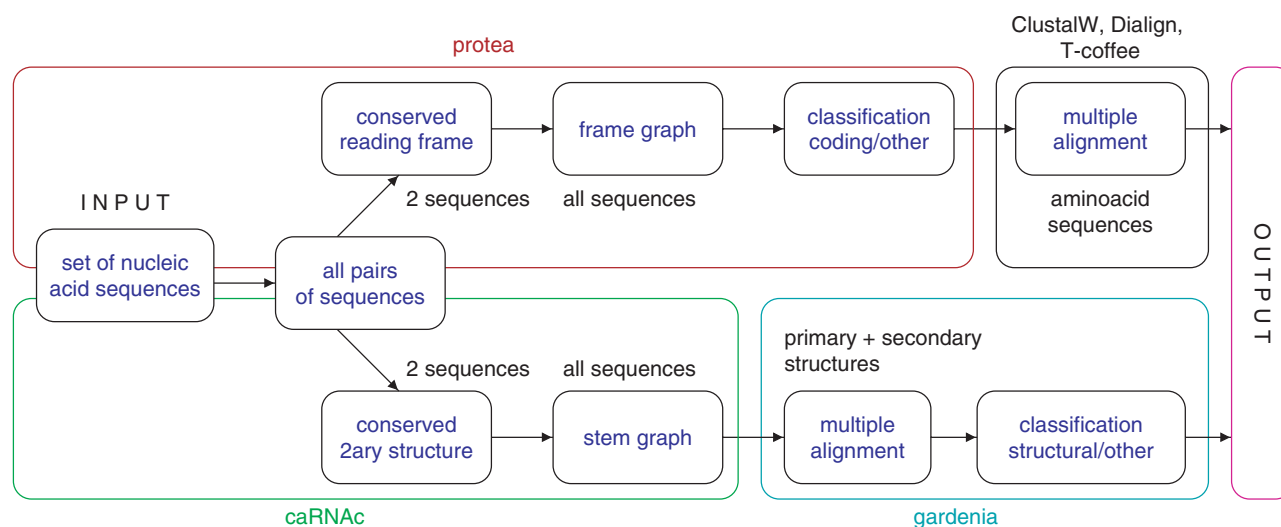 protea
ClustalW, Dialign,
T-coffee
conserved
reading frame
frame graph
classification
coding/other
multiple
alignment
2 sequences
all sequences
aminoacid
sequences
INPUT
set of nucleic
acid sequences
all pairs
of sequences
OUTPUT
primary + secondary
structures
2 sequences
all sequences
conserved
2ary structure
stem graph
multiple
alignment
classification
structural/other
caRNAc
gardenia